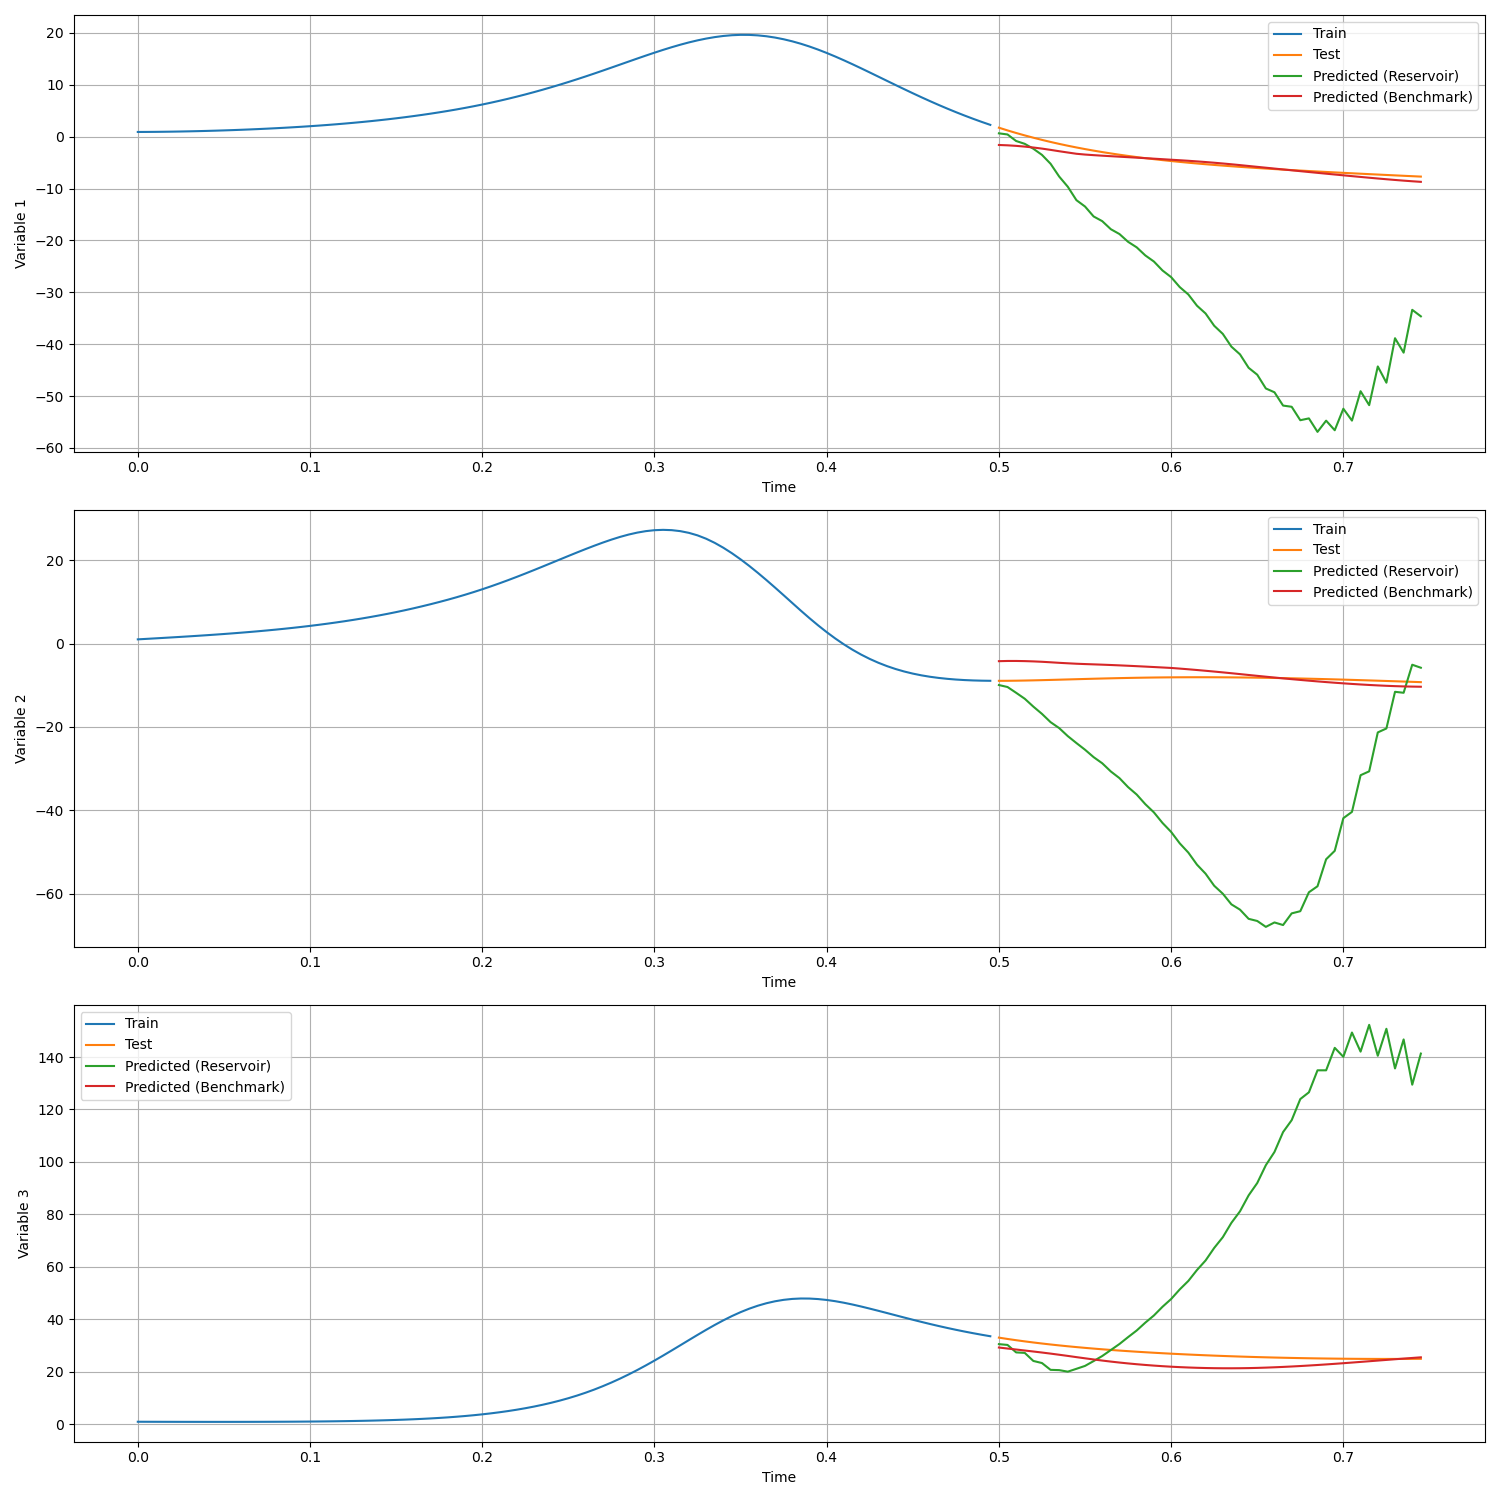 20
10
0
−10
−20
−30
−40
−50
−60
Variable 1
Train
Test
Predicted (Reservoir)
Predicted (Benchmark)
0.0 0.1 0.2 0.3 0.4 0.5 0.6 0.7
Time
20
0
−20
−40
−60
Variable 2
Train
Test
Predicted (Reservoir)
Predicted (Benchmark)
0.0 0.1 0.2 0.3 0.4 0.5 0.6 0.7
Time
140
120
100
80
60
40
20
0
Variable 3
Train
Test
Predicted (Reservoir)
Predicted (Benchmark)
0.0 0.1 0.2 0.3 0.4 0.5 0.6 0.7
Time